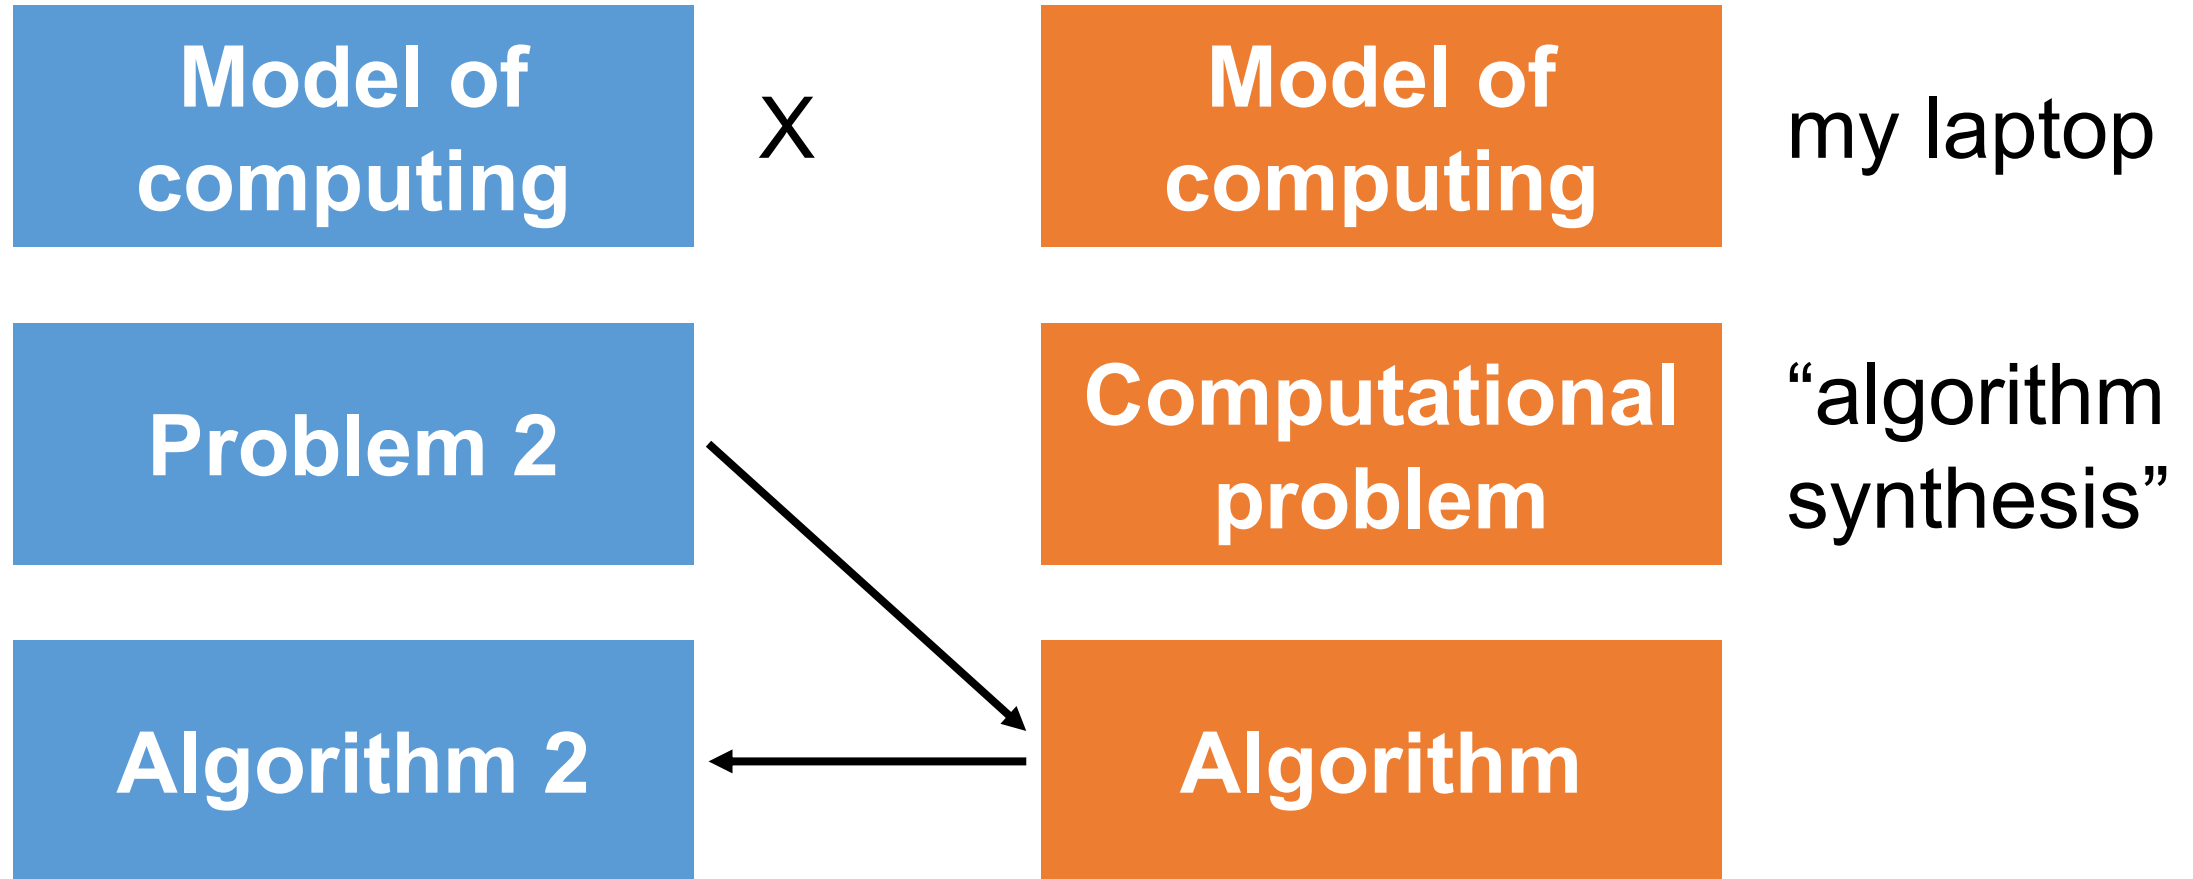 Model of
computing
X
Model of
computing
my laptop
Problem 2
Computational
problem
“algorithm
synthesis”
Algorithm 2
Algorithm